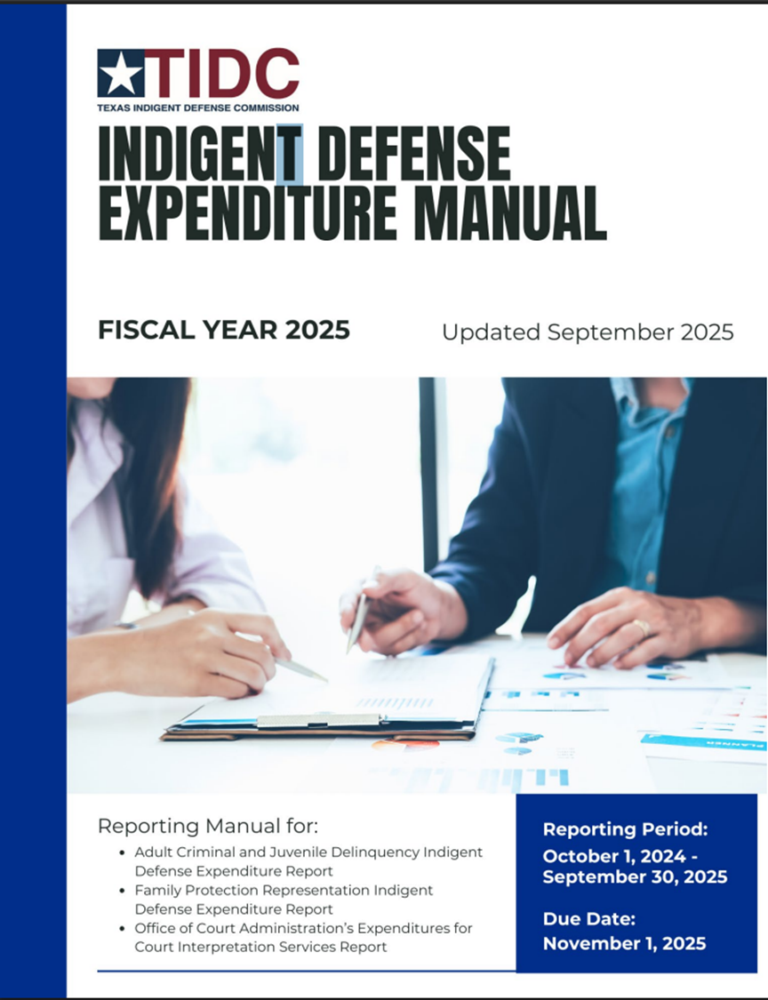 TIDC
TEXAS INDIGENT DEFENSE COMMISSION
INDIGENT DEFENSE
EXPENDITURE MANUAL
FISCAL YEAR 2025
Updated September 2025
PLANNER
Reporting Manual for:
• Adult Criminal and Juvenile Delinquency Indigent
Defense Expenditure Report
• Family Protection Representation Indigent
Defense Expenditure Report
• Office of Court Administration’s Expenditures for
Court Interpretation Services Report
Reporting Period:
October 1, 2024 -
September 30, 2025
Due Date:
November 1, 2025